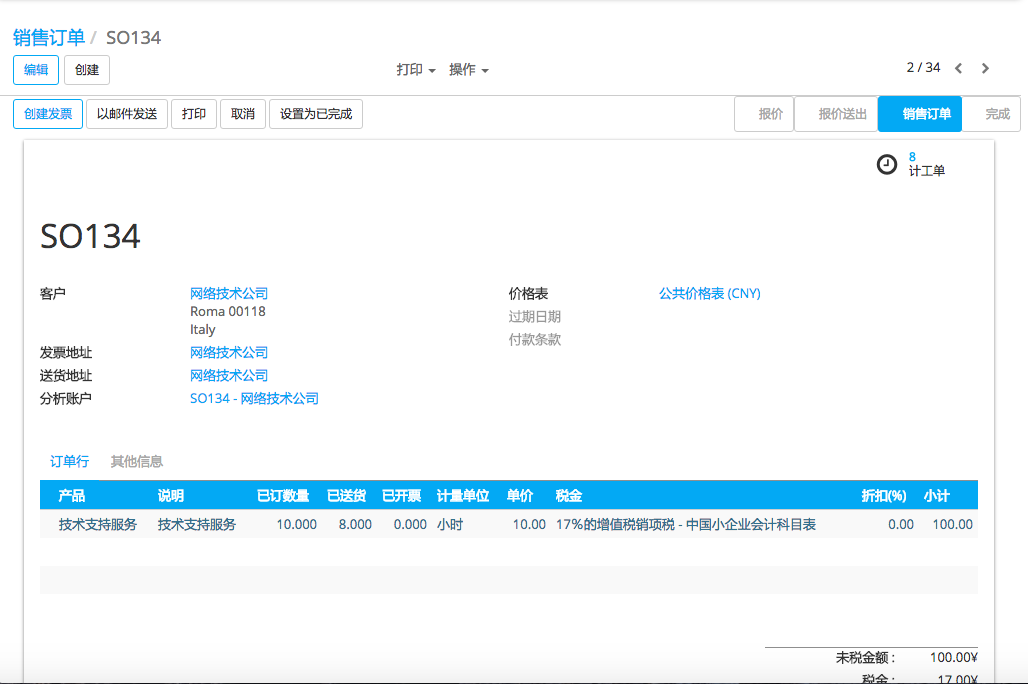 销售订单 / SO134
编辑 创建 打印 操作 2 / 34
创建发票 以邮件发送 打印 取消 设置为已完成 报价 报价送出 销售订单 完成
8
计工单
SO134
客户 网络技术公司 价格表 公共价格表 (CNY)
Roma 00118 过期日期
Italy 付款条款
发票地址 网络技术公司
送货地址 网络技术公司
分析账户 SO134 - 网络技术公司
订单行 其他信息
产品 说明 已订数量 已送货 已开票 计量单位 单价 税金 折扣(%) 小计
技术支持服务 技术支持服务 10.000 8.000 0.000 小时 10.00 17%的增值税销项税 - 中国小企业会计科目表 0.00 100.00
未税金额 : 100.00¥
税金 : 17.00¥